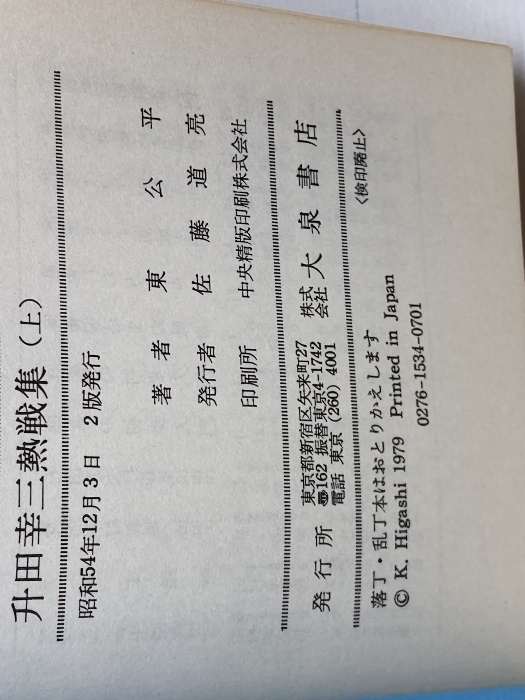 升田幸三熱戦集(上)
昭和54年12月3日 2版発行
著者 東公平
発行者 佐藤道亮
印刷所 中央精版印刷株式会社
発行所 東京都新宿区矢来町27 株式会社 大泉書店
〠162 振替東京4-1742
電話 東京 (260) 4001
〈検印廃止〉
落丁・乱丁本はおとりかえします
© K. Higashi 1979 Printed in Japan
0276-1534-0701